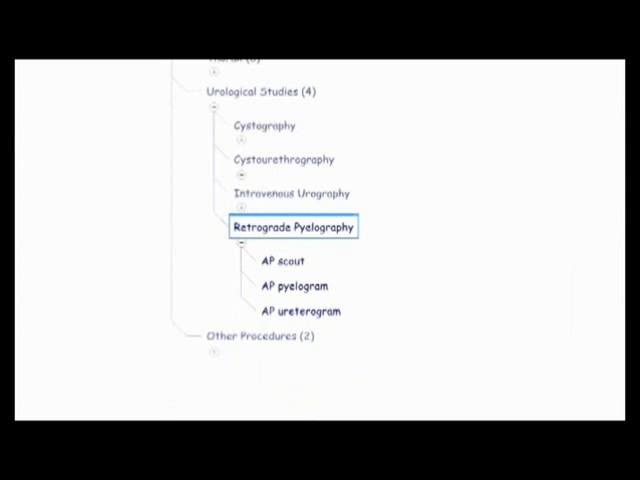 Urological Studies (4)
Cystography
Cystourethrography
Intravenous Urography
Retrograde Pyelography
AP scout
AP pyelogram
AP ureterogram
Other Procedures (2)